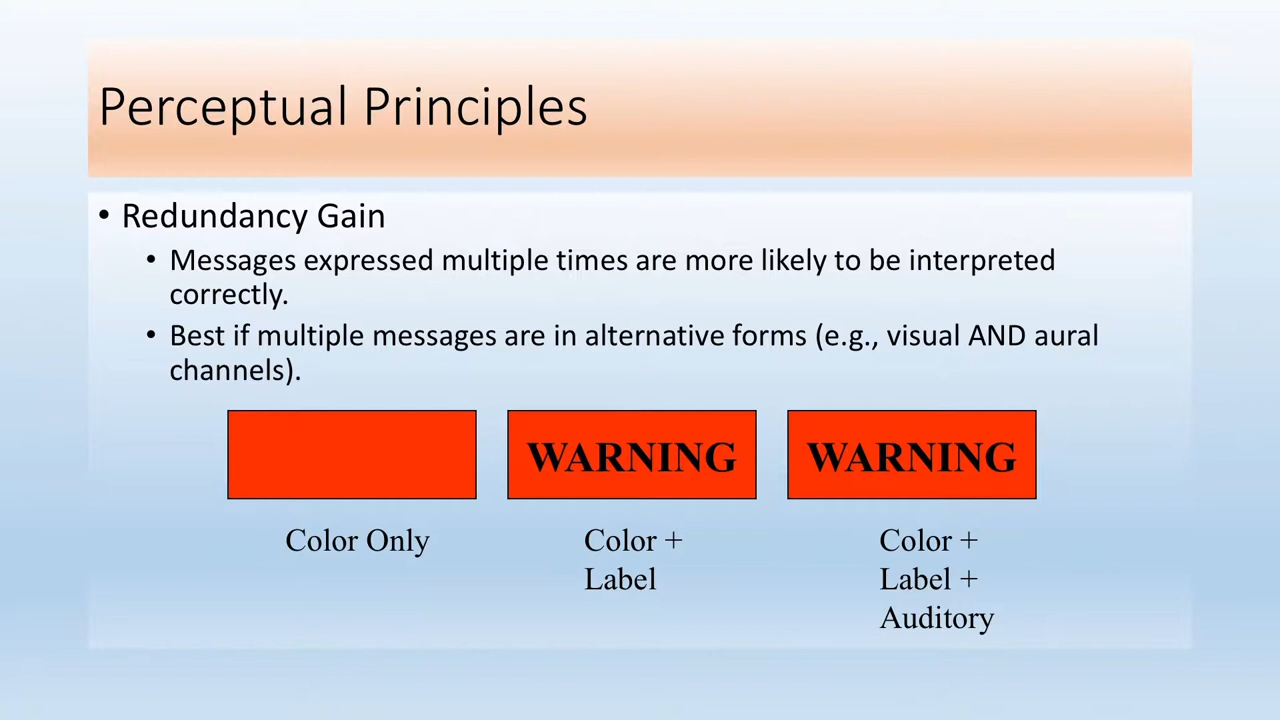 Perceptual Principles
• Redundancy Gain
• Messages expressed multiple times are more likely to be interpreted
correctly.
• Best if multiple messages are in alternative forms (e.g., visual AND aural
channels).
WARNING
WARNING
Color Only
Color +
Label
Color +
Label +
Auditory